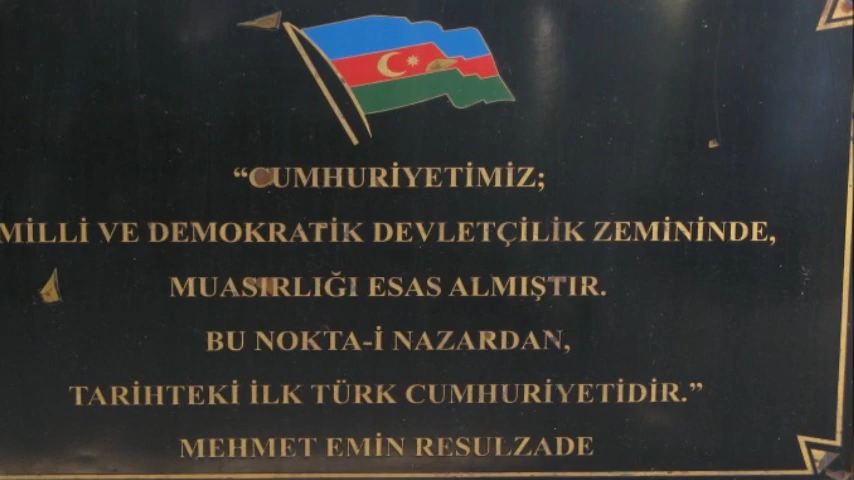 “CUMHURİYETİMİZ;
MİLLİ VE DEMOKRATİK DEVLETÇİLİK ZEMİNİNDE,
MUASIRLIĞI ESAS ALMIŞTIR.
BU NOKTA-İ NAZARDAN,
TARİHTEKİ İLK TÜRK CUMHURİYETİDİR.”
MEHMET EMİN RESULZADE